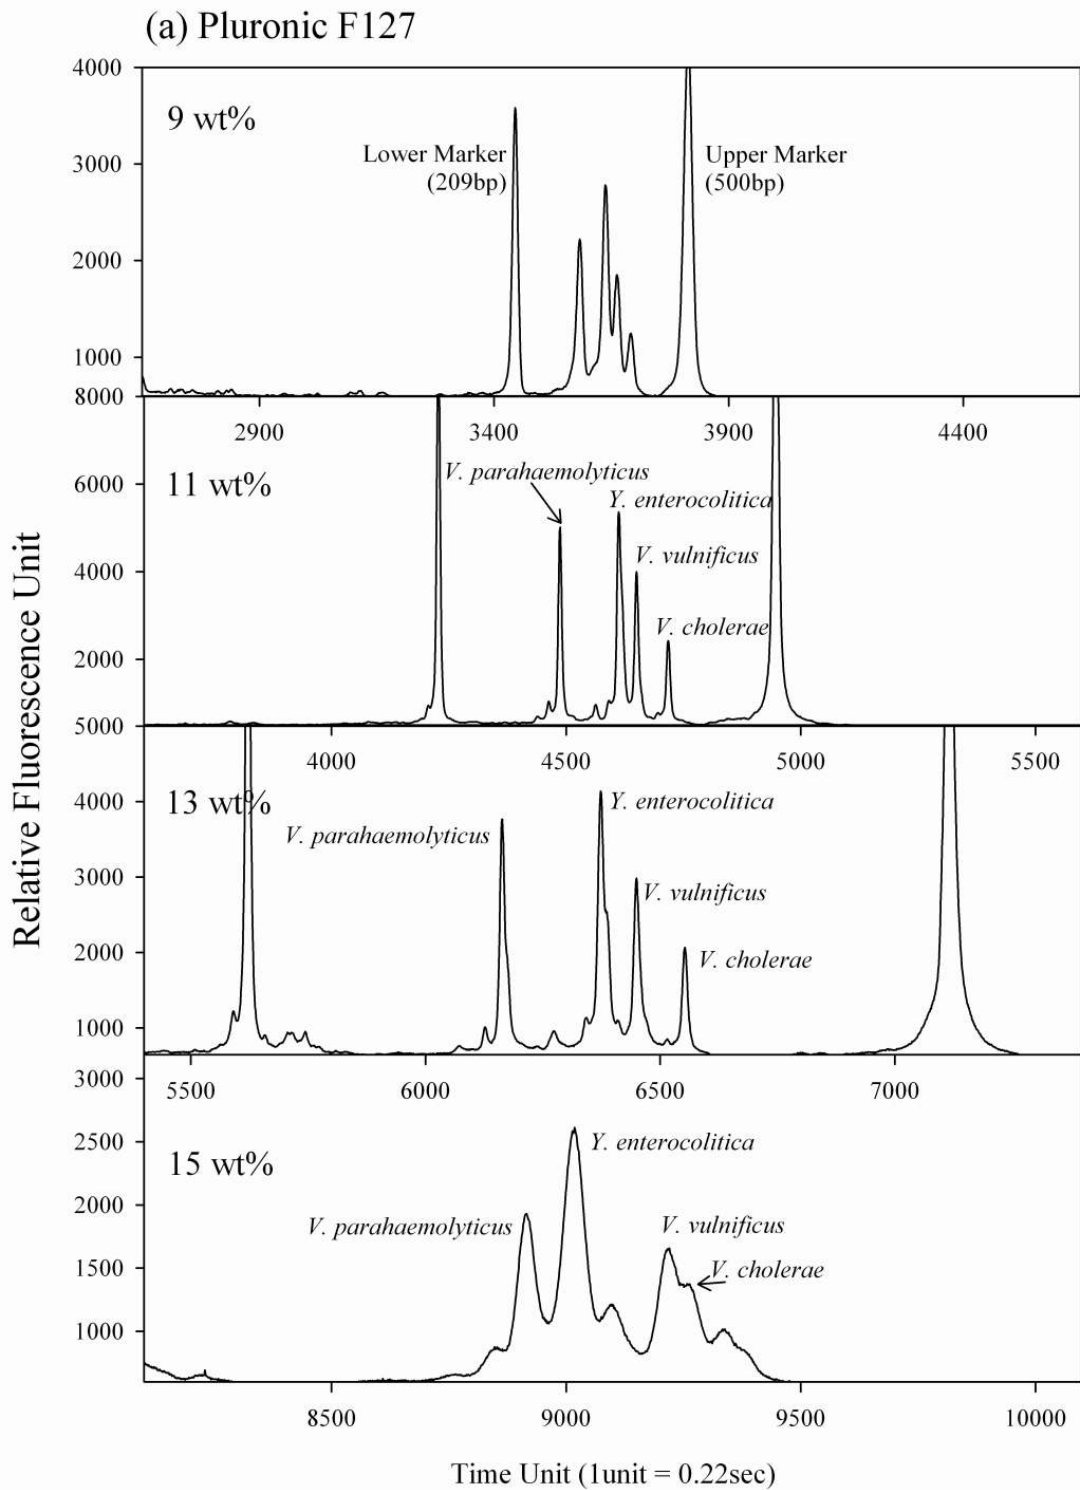 (a) Pluronic F127
4000
9 wt%
3000
Lower Marker
(209bp)
Upper Marker
(500bp)
2000
1000
8000
2900 3400 3900 4400
V. parahaemolyticus
11 wt%
6000
Y. enterocolitica
V. vulnificus
4000
V. cholerae
2000
5000
4000 4500 5000 5500
13 wt%
4000
Y. enterocolitica
V. parahaemolyticus
3000
V. vulnificus
2000
V. cholerae
1000
5500 6000 6500 7000
3000
Y. enterocolitica
2500
15 wt%
2000
V. parahaemolyticus
V. vulnificus
1500
V. cholerae
1000
8500 9000 9500 10000
Relative Fluorescence Unit
Time Unit (1unit = 0.22sec)